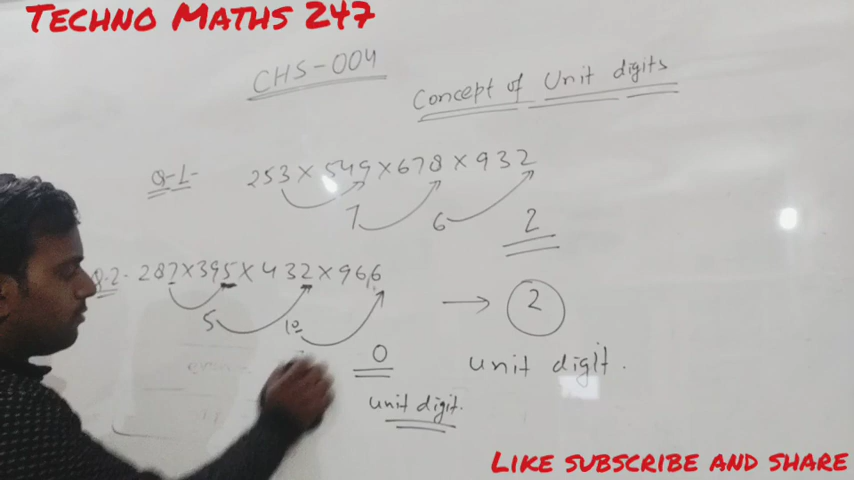 Techno Maths 247
CHS-004
Concept of Unit digits
Q-1- 253 × 549 × 678 × 932
7 6 2
Q-2- 287 × 395 × 432 × 966
5 10 → 2
0 unit digit.
unit digit.
Like subscribe and share